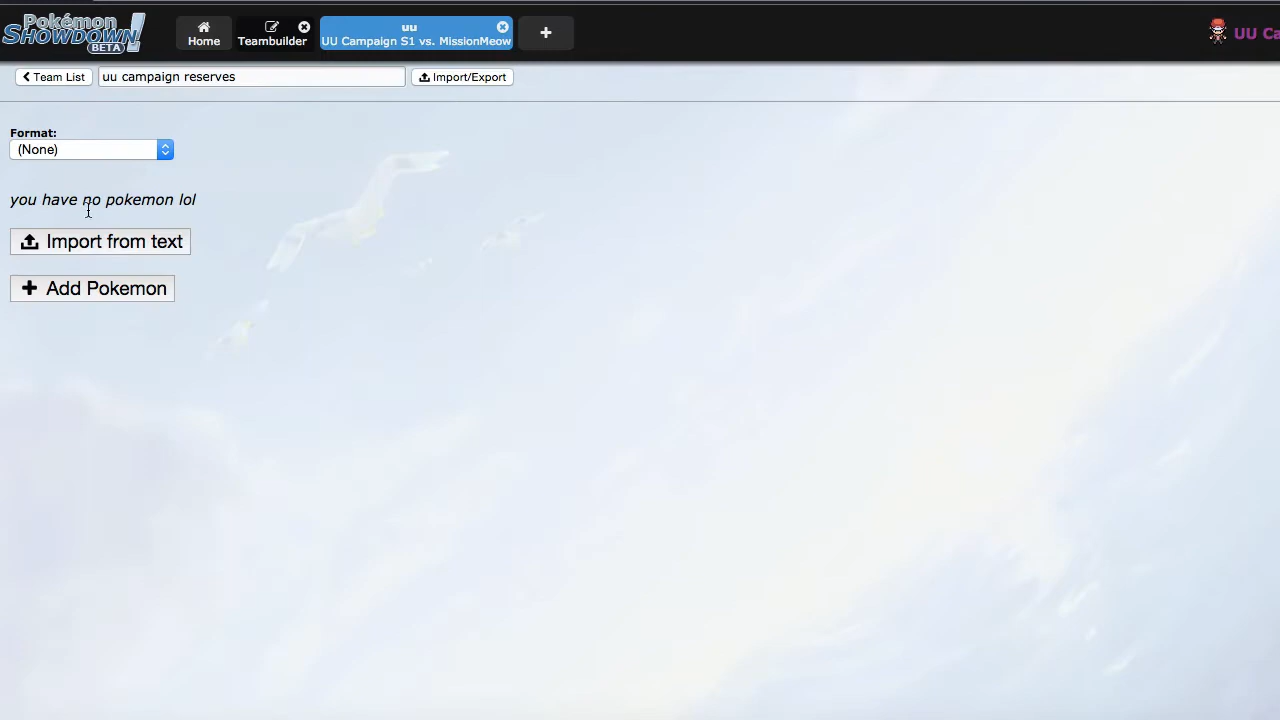 Pokémon
SHOWDOWN!
BETA
Home
Teambuilder
uu
UU Campaign S1 vs. MissionMeow
UU Ca
Team List
uu campaign reserves
Import/Export
Format:
(None)
you have no pokemon lol
Import from text
Add Pokemon